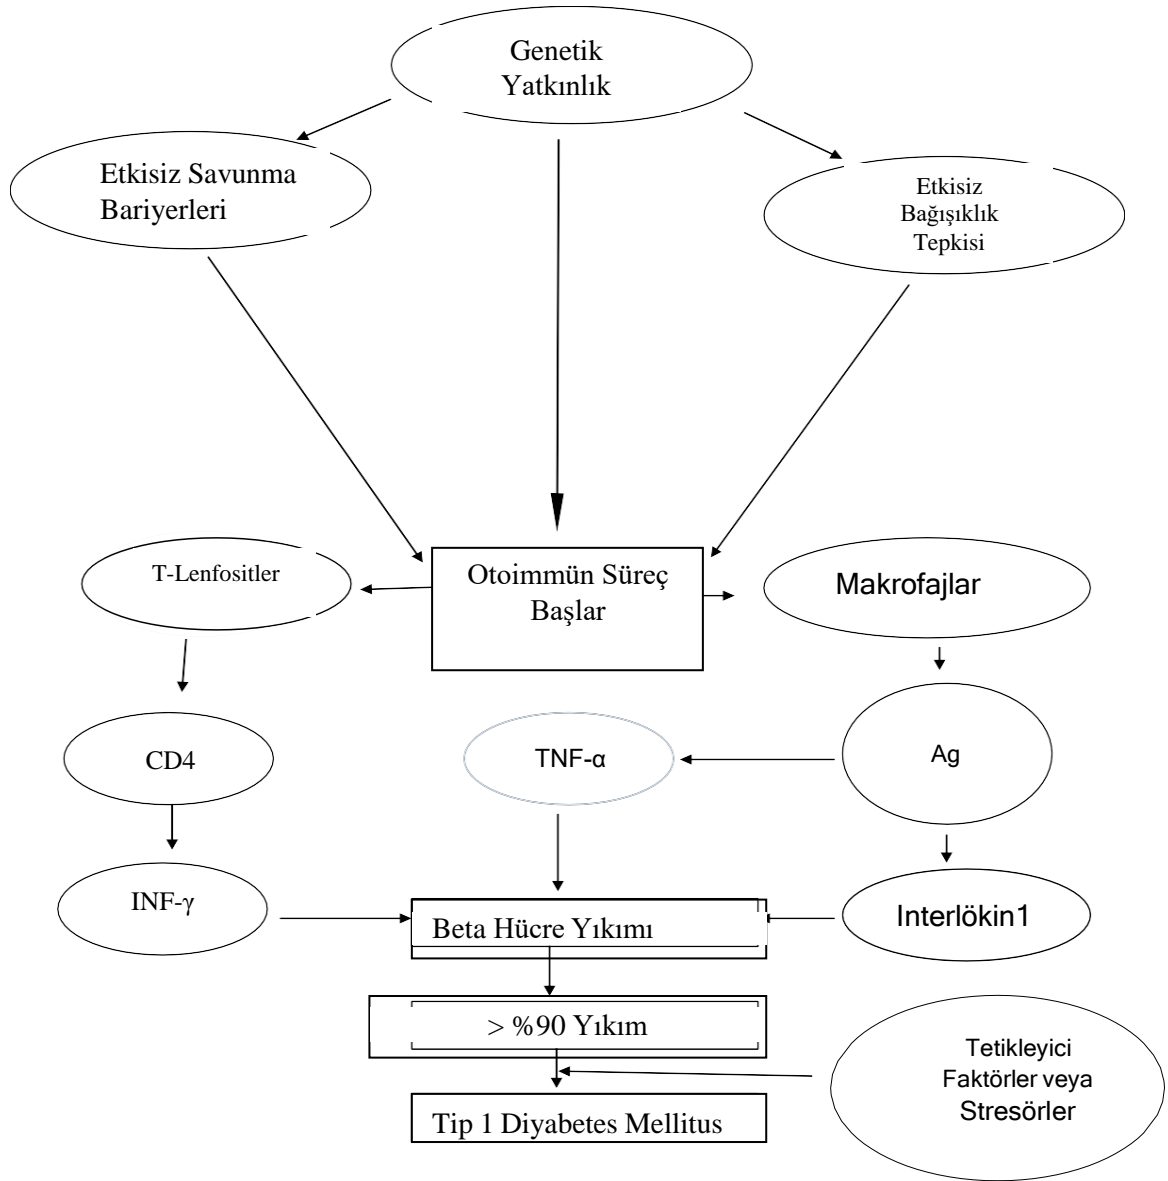 Genetik
Yatkınlık
Etkisiz Savunma
Bariyerleri
Etkisiz
Bağışıklık
Tepkisi
T-Lenfositler
Otoimmün Süreç
Başlar
Makrofajlar
CD4
TNF-α
Ag
INF-γ
Beta Hücre Yıkımı
Interlökin1
> %90 Yıkım
Tetikleyici
Faktörler veya
Stresörler
Tip 1 Diyabetes Mellitus